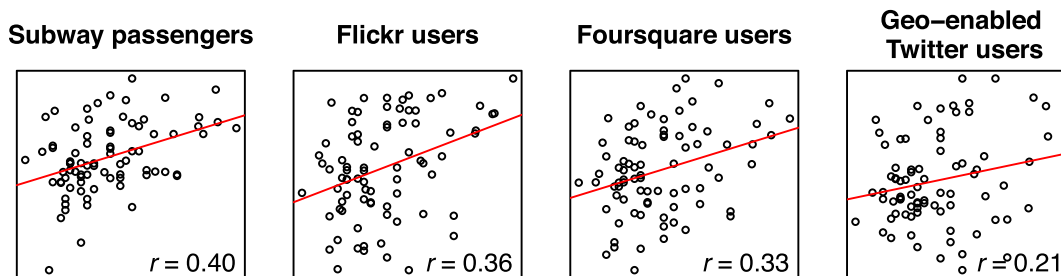 Subway passengers
Flickr users
Foursquare users
Geo−enabled
Twitter users
r = 0.40
r = 0.36
r = 0.33
r = 0.21